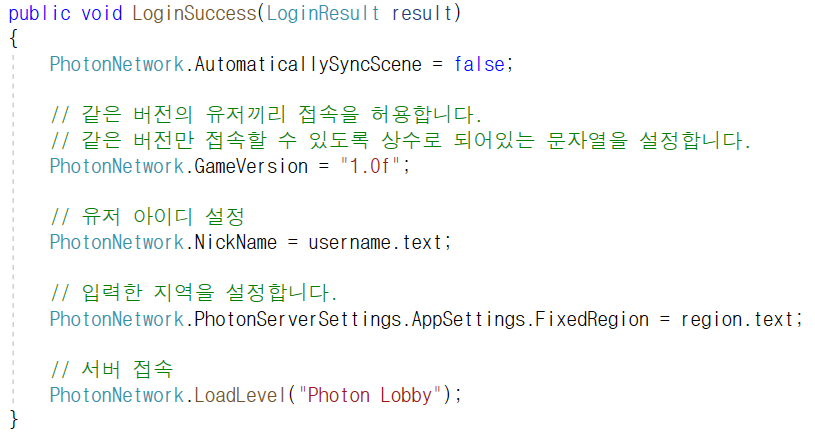 public void LoginSuccess(LoginResult result)
{
    PhotonNetwork.AutomaticallySyncScene = false;
    // 같은 버전의 유저끼리 접속을 허용합니다.
    // 같은 버전만 접속할 수 있도록 상수로 되어있는 문자열을 설정합니다.
    PhotonNetwork.GameVersion = "1.0f";
    // 유저 아이디 설정
    PhotonNetwork.NickName = username.text;
    // 입력한 지역을 설정합니다.
    PhotonNetwork.PhotonServerSettings.AppSettings.FixedRegion = region.text;
    // 서버 접속
    PhotonNetwork.LoadLevel("Photon Lobby");
}